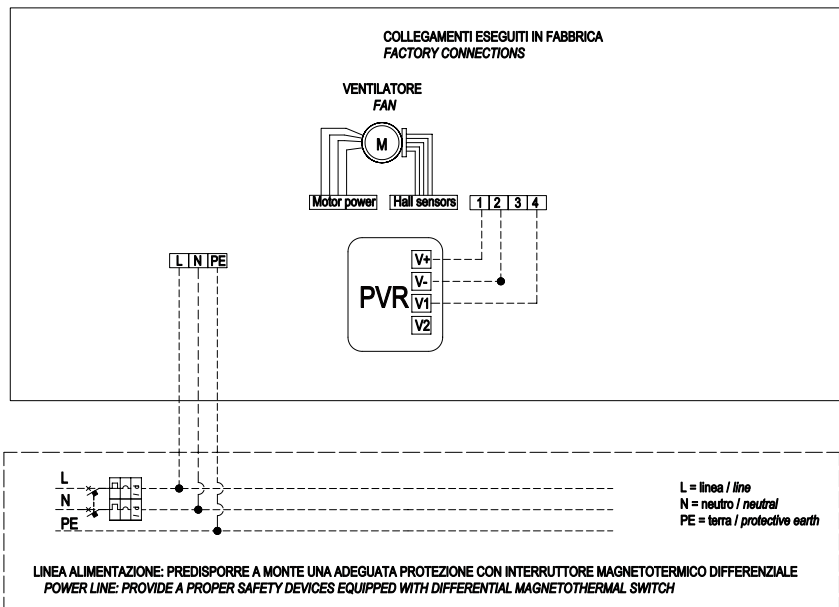 COLLEGAMENTI ESEGUITI IN FABBRICA
FACTORY CONNECTIONS
VENTILATORE
FAN
M
Motor power
Hall sensors
1 2 3 4
L N PE
PVR
V+
V-
V1
V2
L
N
PE
L = linea / line
N = neutro / neutral
PE = terra / protective earth
LINEA ALIMENTAZIONE: PREDISPORRE A MONTE UNA ADEGUATA PROTEZIONE CON INTERRUTTORE MAGNETOTERMICO DIFFERENZIALE
POWER LINE: PROVIDE A PROPER SAFETY DEVICES EQUIPPED WITH DIFFERENTIAL MAGNETOTHERMAL SWITCH